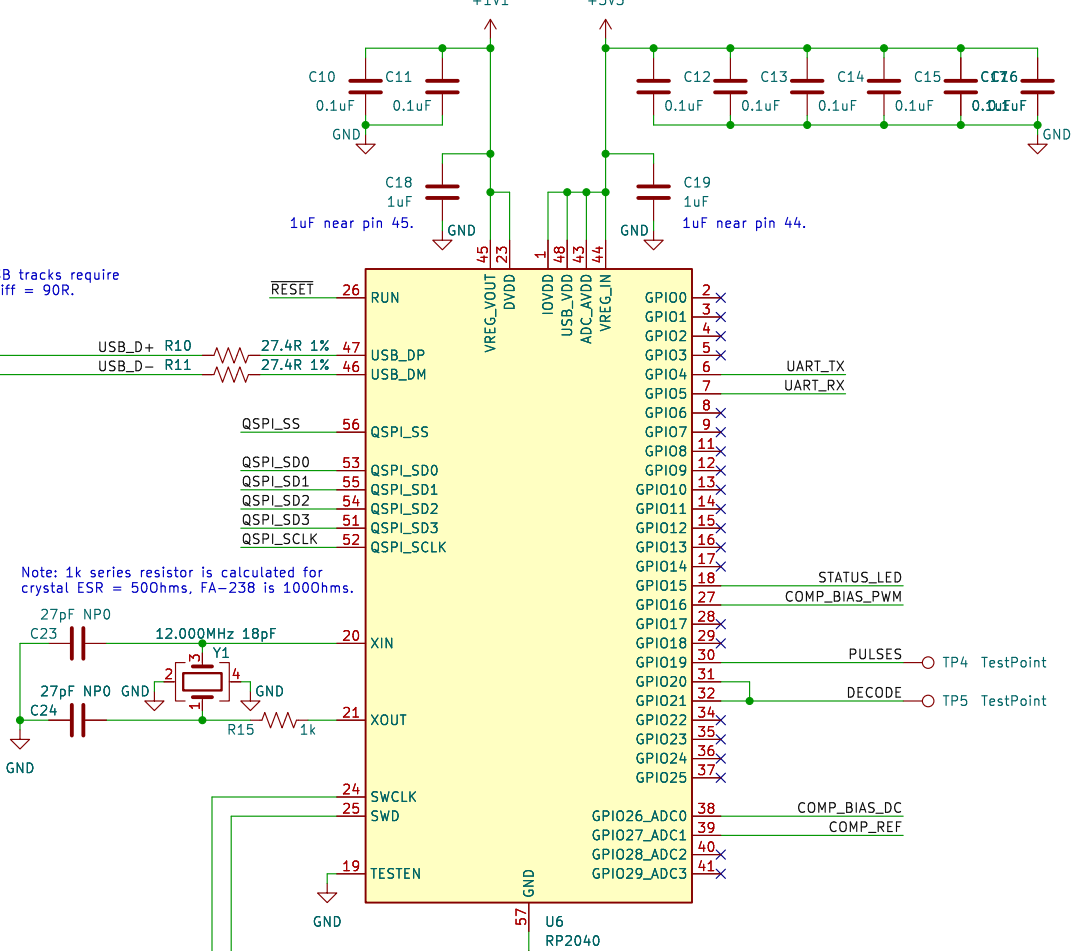 +1V1
+3V3
C10
C11
C12
C13
C14
C15
C16
0.1uF
0.1uF
0.1uF
0.1uF
0.1uF
0.1uF
GND
GND
C18
1uF
C19
1uF
1uF near pin 45.
GND
GND
1uF near pin 44.
45
23
1
48
43
44
VREG_VOUT
DVDD
IOVDD
USB_VDD
ADC_AVDD
VREG_IN
B tracks require
iff = 90R.
RESET
26
RUN
USB_D+
R10
27.4R 1%
47
USB_DP
USB_D-
R11
27.4R 1%
46
USB_DM
QSPI_SS
56
QSPI_SS
QSPI_SD0
53
QSPI_SD0
QSPI_SD1
55
QSPI_SD1
QSPI_SD2
54
QSPI_SD2
QSPI_SD3
51
QSPI_SD3
QSPI_SCLK
52
QSPI_SCLK
Note: 1k series resistor is calculated for
crystal ESR = 50Ohms, FA-238 is 100Ohms.
27pF NP0
C23
12.000MHz 18pF
20
XIN
3
Y1
2
4
27pF NP0
GND
GND
1
C24
R15
1k
21
XOUT
GND
24
SWCLK
25
SWD
19
TESTEN
GND
GPIO0
2
GPIO1
3
GPIO2
4
GPIO3
5
GPIO4
6
UART_TX
GPIO5
7
UART_RX
GPIO6
8
GPIO7
9
GPIO8
11
GPIO9
12
GPIO10
13
GPIO11
14
GPIO12
15
GPIO13
16
GPIO14
17
GPIO15
18
STATUS_LED
GPIO16
27
COMP_BIAS_PWM
GPIO17
28
GPIO18
29
GPIO19
30
PULSES
TP4 TestPoint
GPIO20
31
GPIO21
32
DECODE
TP5 TestPoint
GPIO22
34
GPIO23
35
GPIO24
36
GPIO25
37
GPIO26_ADC0
38
COMP_BIAS_DC
GPIO27_ADC1
39
COMP_REF
GPIO28_ADC2
40
GPIO29_ADC3
41
GND
57
U6
RP2040